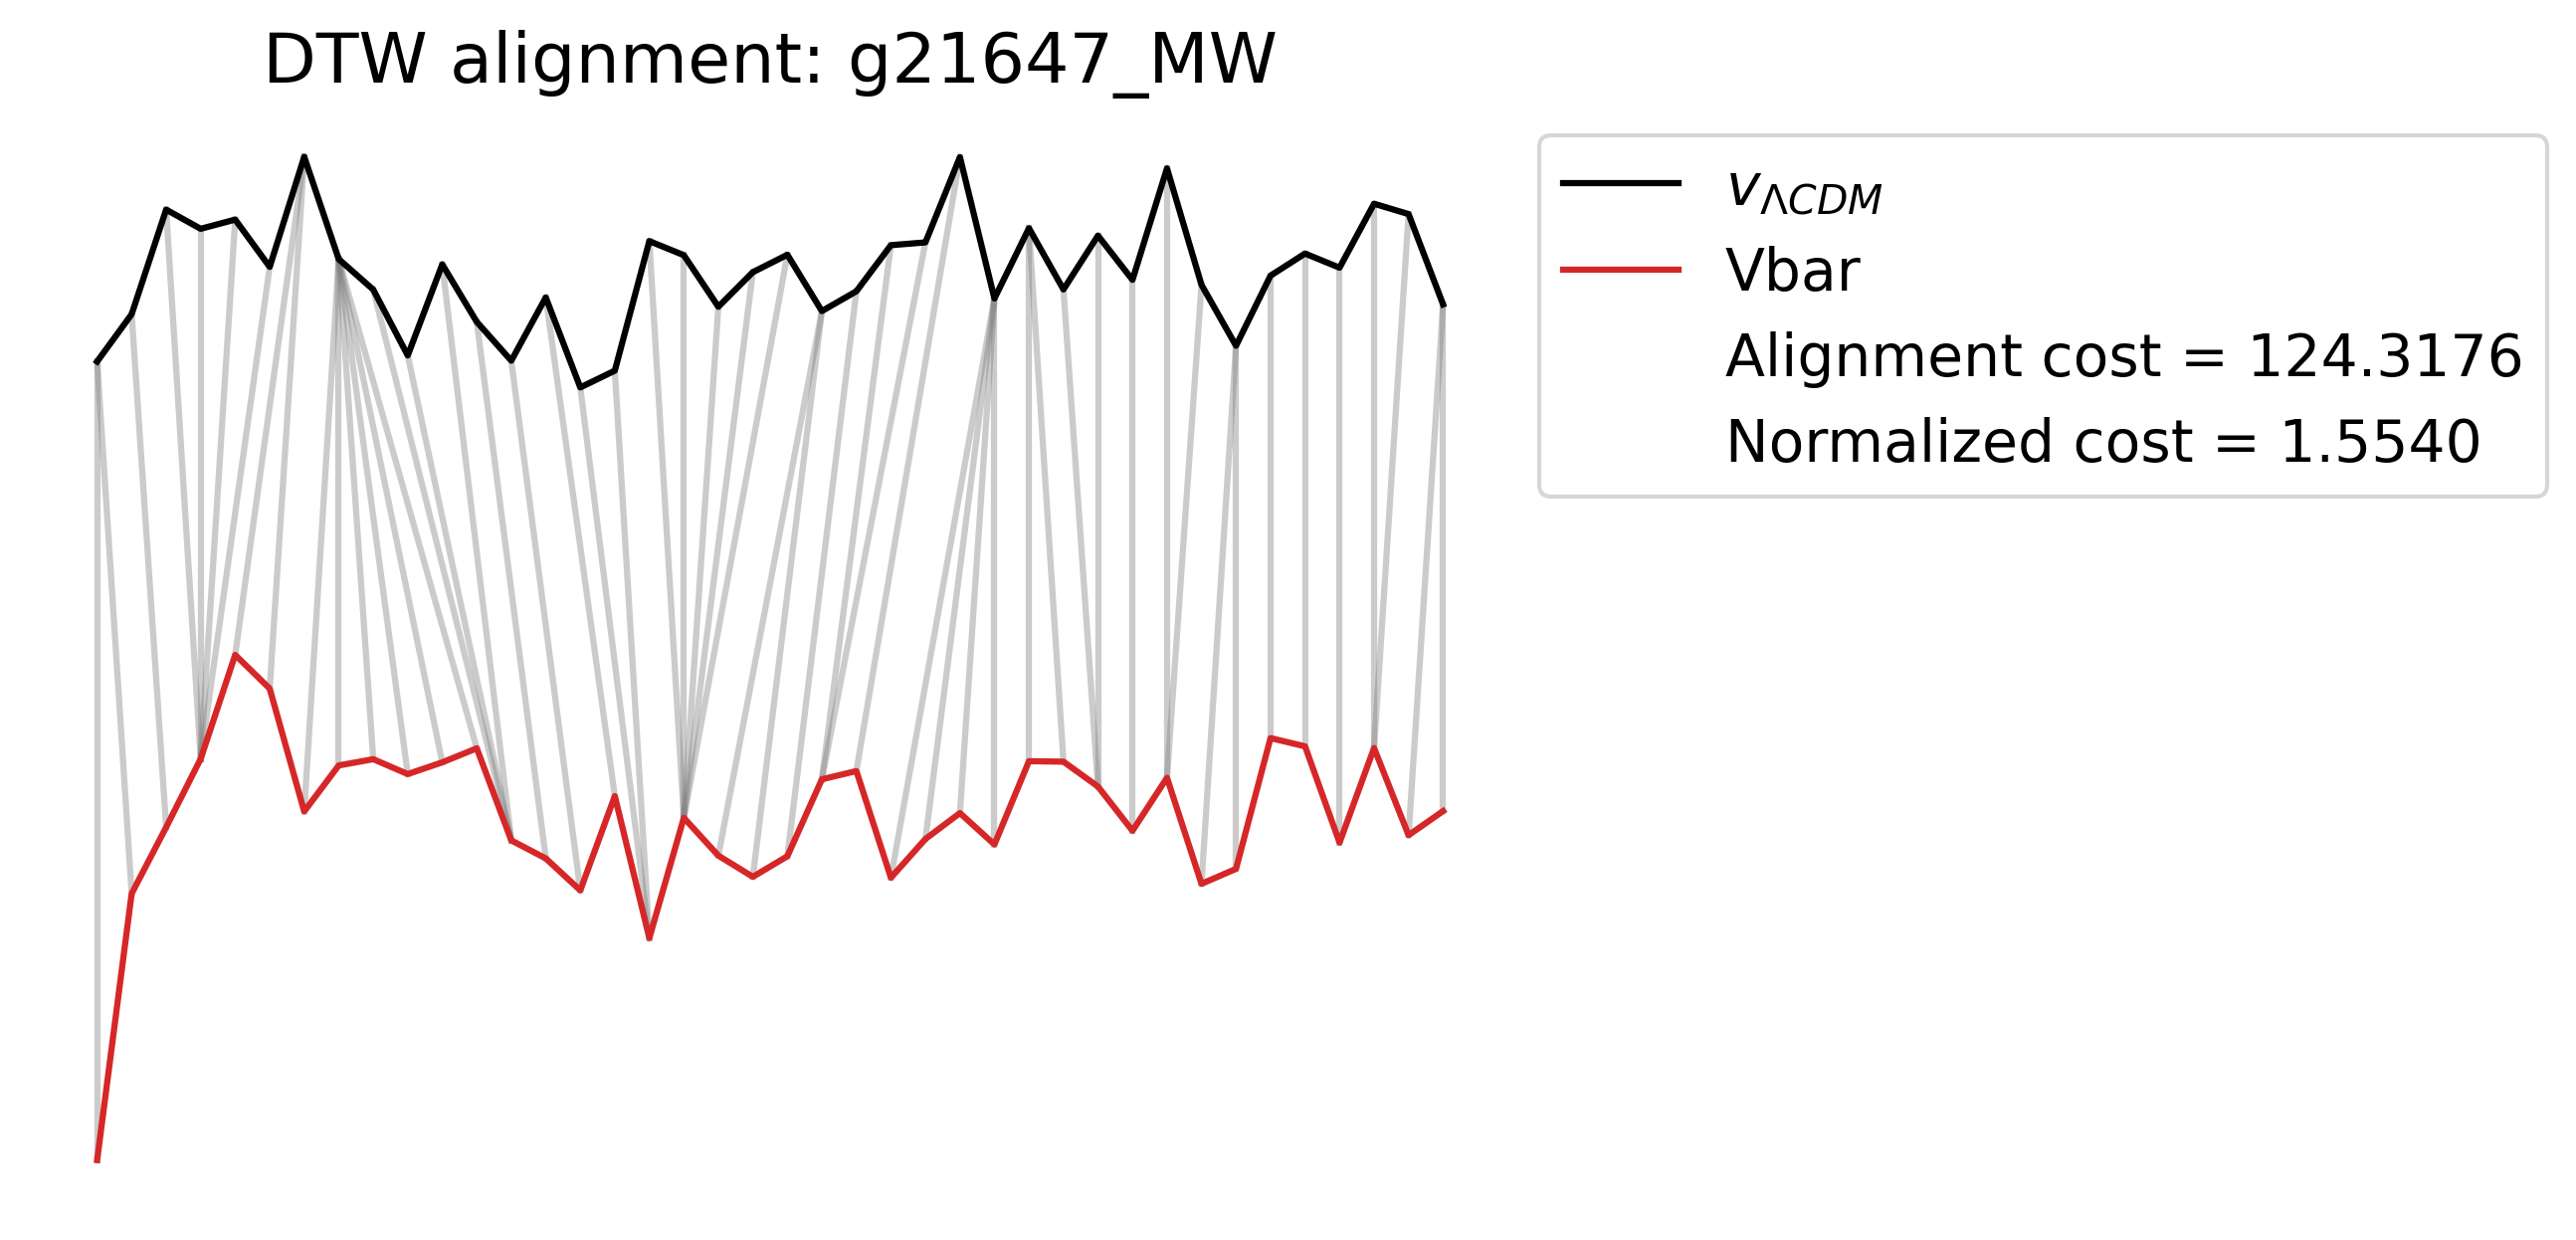 DTW alignment: g21647_MW
v_ΛCDM
Vbar
Alignment cost = 124.3176
Normalized cost = 1.5540